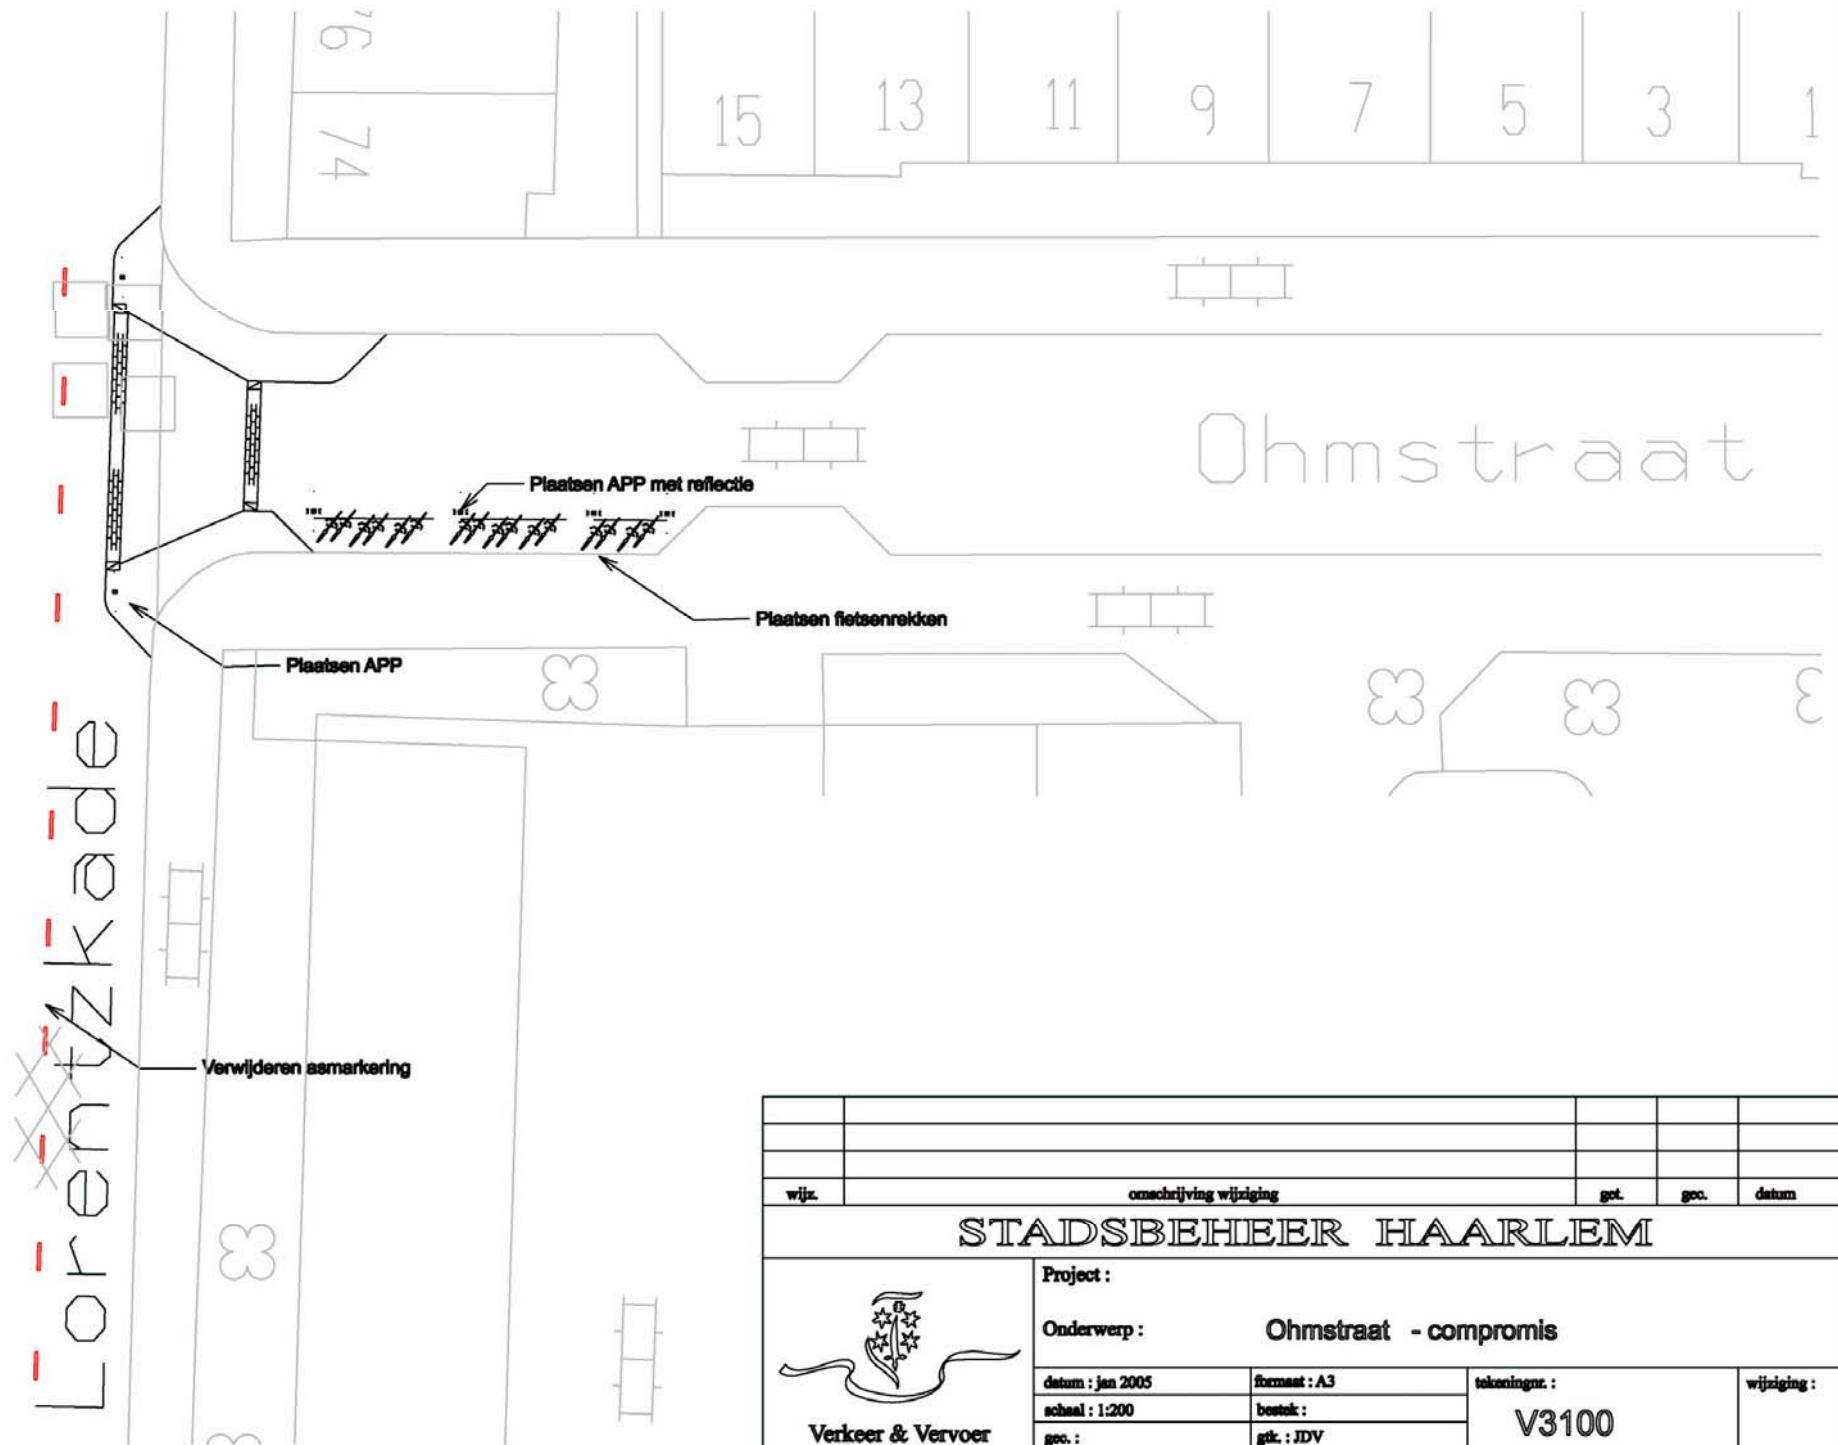 76
74
15
13
11
9
7
5
3
1
Ohmstraat
Plaatsen APP met reflectie
Plaatsen fietsenrekken
Plaatsen APP
Lorentzkade
Verwijderen asmarkering
wijz.
omschrijving wijziging
get.
gec.
datum
STADSBEHEER HAARLEM
Project :
Onderwerp :
Ohmstraat - compromis
datum : jan 2005
formaat : A3
tekeningnr. :
wijziging :
schaal : 1:200
bestek :
V3100
Verkeer & Vervoer
gec. :
gtk. : JDV